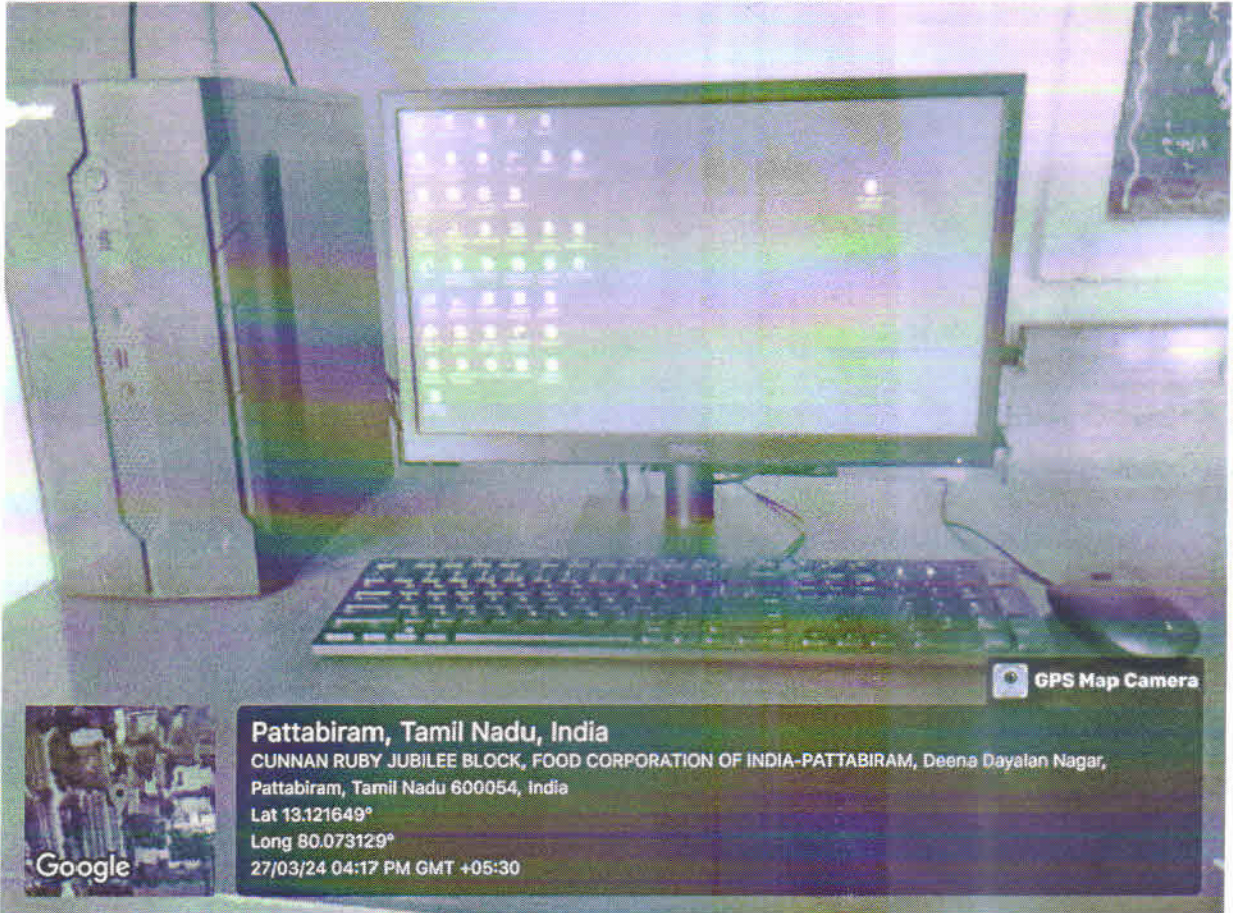 GPS Map Camera
Pattabiram, Tamil Nadu, India
CUNNAN RUBY JUBILEE BLOCK, FOOD CORPORATION OF INDIA-PATTABIRAM, Deena Dayalan Nagar,
Pattabiram, Tamil Nadu 600054, India
Lat 13.121649°
Long 80.073129°
27/03/24 04:17 PM GMT +05:30
Google